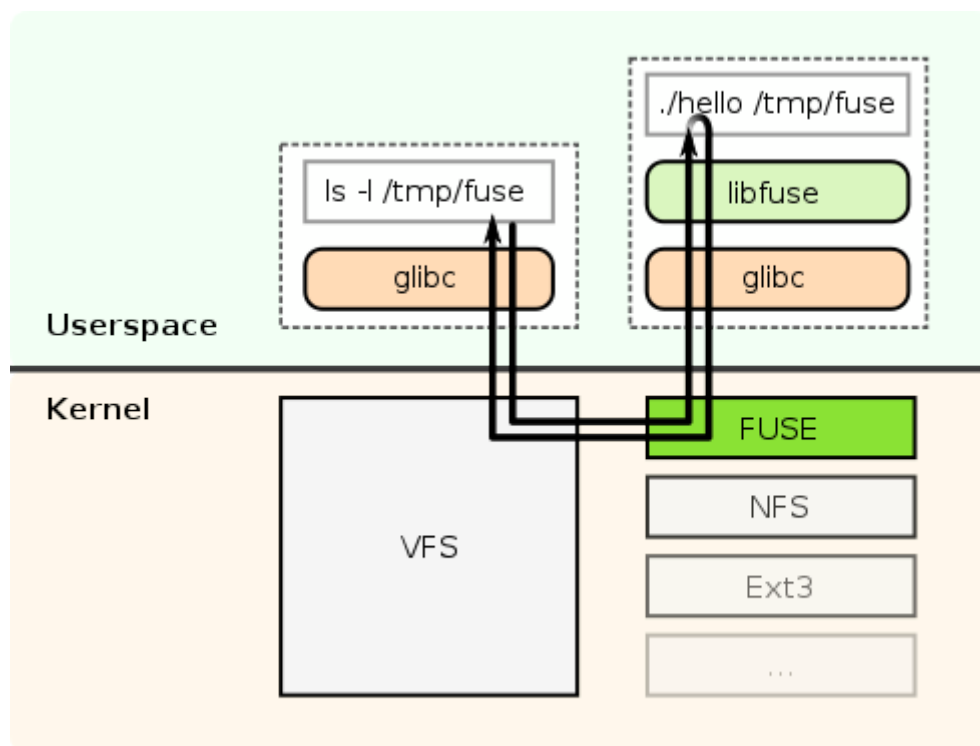 ./hello /tmp/fuse
ls -l /tmp/fuse
libfuse
glibc
glibc
Userspace
Kernel
FUSE
NFS
VFS
Ext3
...